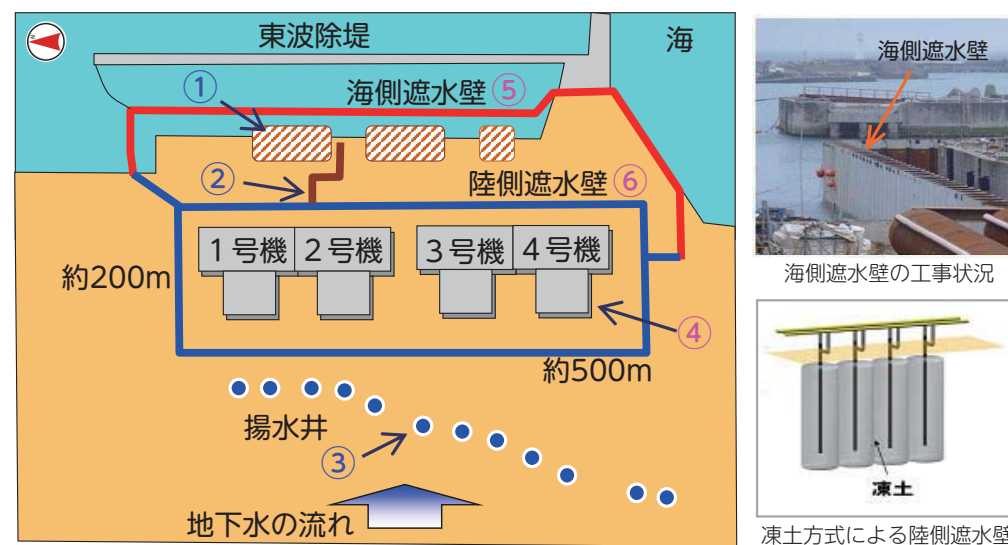 東波除堤
海
①
海側遮水壁 ⑤
②
陸側遮水壁 ⑥
1号機
2号機
3号機
4号機
約200m
④
約500m
揚水井
③
地下水の流れ
海側遮水壁
海側遮水壁の工事状況
凍土
凍土方式による陸側遮水壁